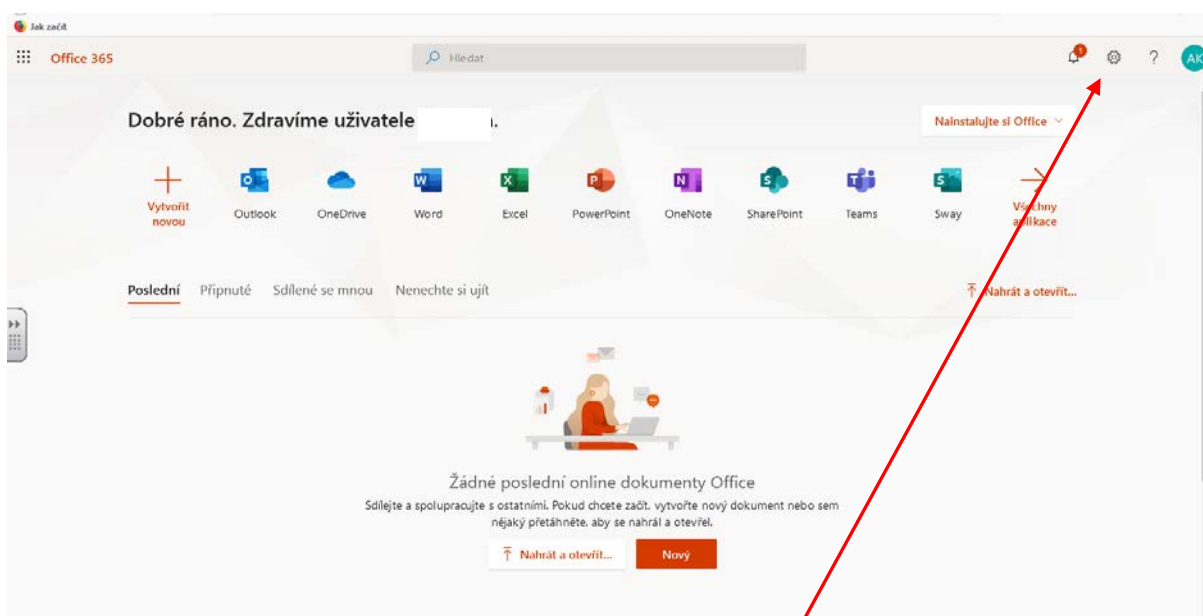 Jak začít
Office 365
Hledat
1
?
AK
Dobré ráno. Zdravíme uživatele
Nainstalujte si Office
Vytvořit
novou
Outlook
OneDrive
Word
Excel
PowerPoint
OneNote
SharePoint
Teams
Sway
Všechny
aplikace
Poslední Připnuté Sdílené se mnou Nenechte si ujít
Nahrát a otevřít...
Žádné poslední online dokumenty Office
Sdílejte a spolupracujte s ostatními. Pokud chcete začít, vytvořte nový dokument nebo sem
nějaký přetáhněte, aby se nahrál a otevřel.
Nahrát a otevřít...
Nový